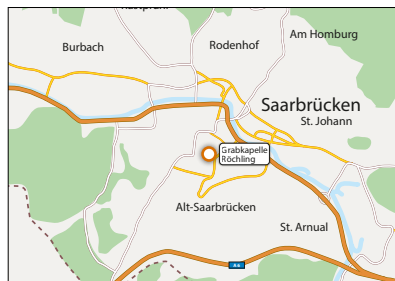 Burbach
Rodenhof
Am Homburg
Saarbrücken
St. Johann
Grabkapelle
Röchling
Alt-Saarbrücken
St. Arnual